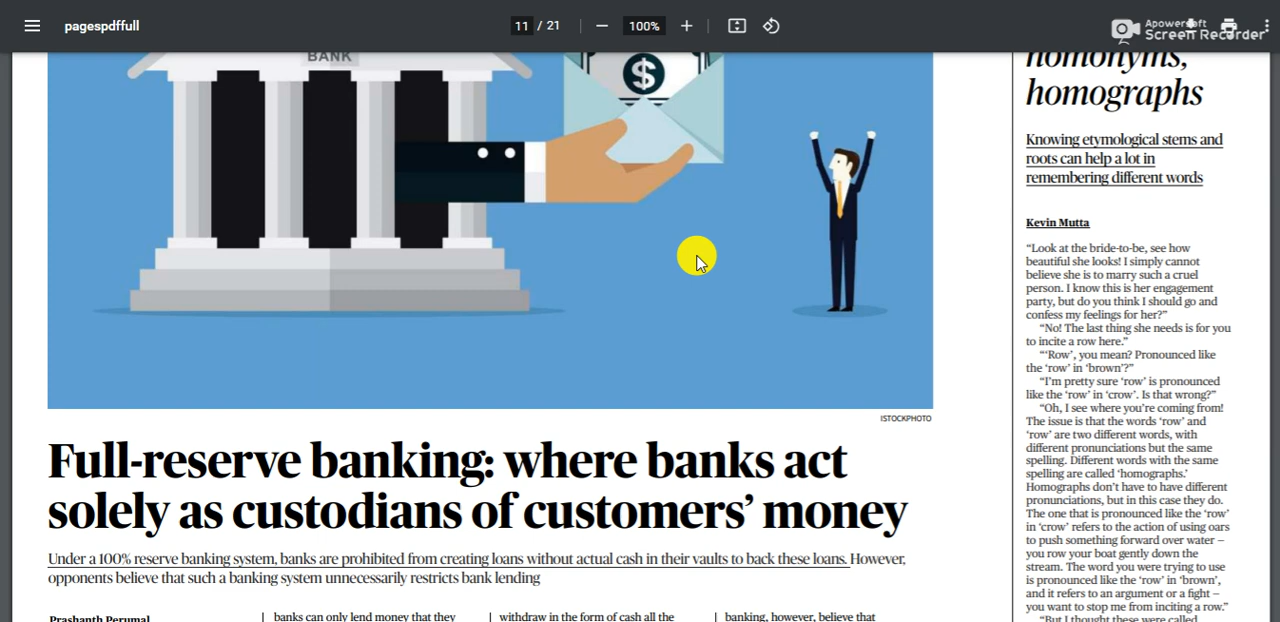 pagespdffull
11 / 21
100%
Apowersoft
Screen Recorder
BANK
$
ISTOCKPHOTO
Full-reserve banking: where banks act
solely as custodians of customers’ money
Under a 100% reserve banking system, banks are prohibited from creating loans without actual cash in their vaults to back these loans. However,
opponents believe that such a banking system unnecessarily restricts bank lending
Prashanth Perumal
banks can only lend money that they
withdraw in the form of cash all the
banking, however, believe that
homonyms,
homographs
Knowing etymological stems and
roots can help a lot in
remembering different words
Kevin Mutta
“Look at the bride-to-be, see how
beautiful she looks! I simply cannot
believe she is to marry such a cruel
person. I know this is her engagement
party, but do you think I should go and
confess my feelings for her?”
“No! The last thing she needs is for you
to incite a row here.”
“‘Row’, you mean? Pronounced like
the ‘row’ in ‘brown’?”
“I’m pretty sure ‘row’ is pronounced
like the ‘row’ in ‘crow’. Is that wrong?”
“Oh, I see where you’re coming from!
The issue is that the words ‘row’ and
‘row’ are two different words, with
different pronunciations but the same
spelling. Different words with the same
spelling are called ‘homographs.’
Homographs don’t have to have different
pronunciations, but in this case they do.
The one that is pronounced like the ‘row’
in ‘crow’ refers to the action of using oars
to push something forward over water –
you row your boat gently down the
stream. The word you were trying to use
is pronounced like the ‘row’ in ‘brown’,
and it refers to an argument or a fight –
you want to stop me from inciting a row.”
“But I thought these were called